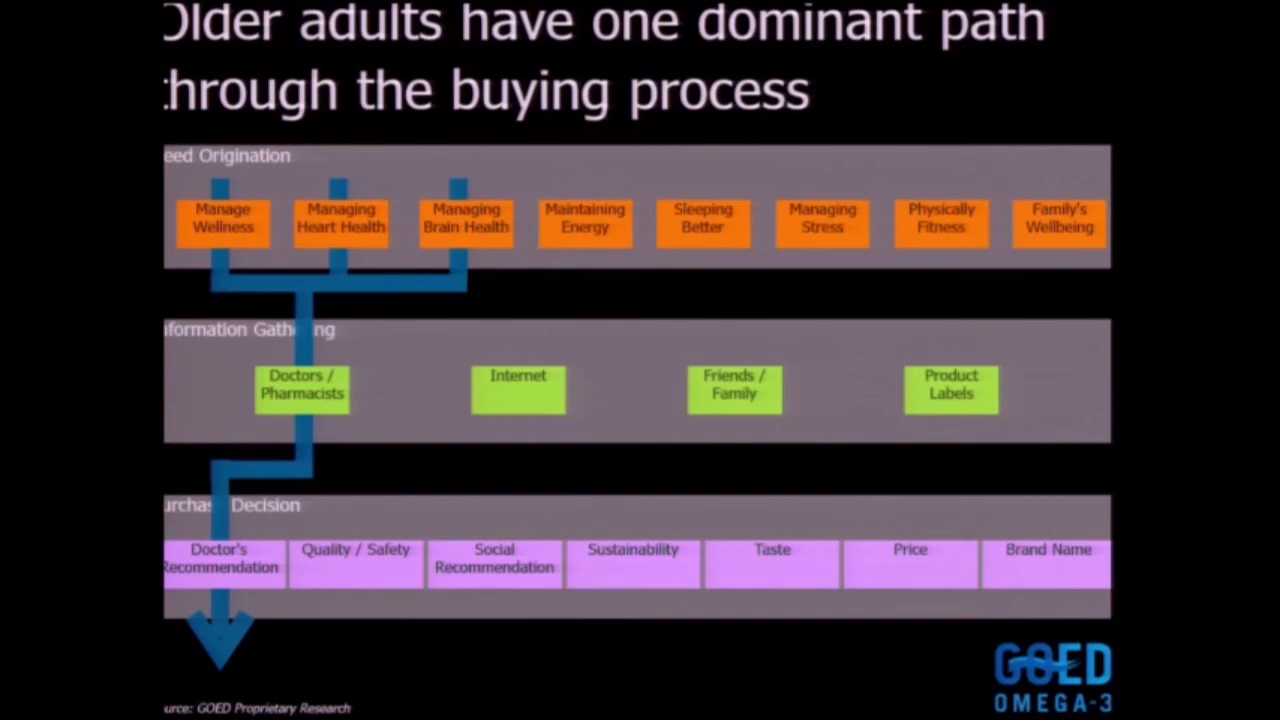 Older adults have one dominant path
through the buying process
eed Origination
Manage
Wellness
Managing
Heart Health
Managing
Brain Health
Maintaining
Energy
Sleeping
Better
Managing
Stress
Physically
Fitness
Family's
Wellbeing
formation Gath ng
Doctors /
Pharmacists
Internet
Friends /
Family
Product
Labels
urchas Decision
Doctor's
Recommendation
Quality / Safety
Social
Recommendation
Sustainability
Taste
Price
Brand Name
GOED
OMEGA-3
urce: GOED Proprietary Research